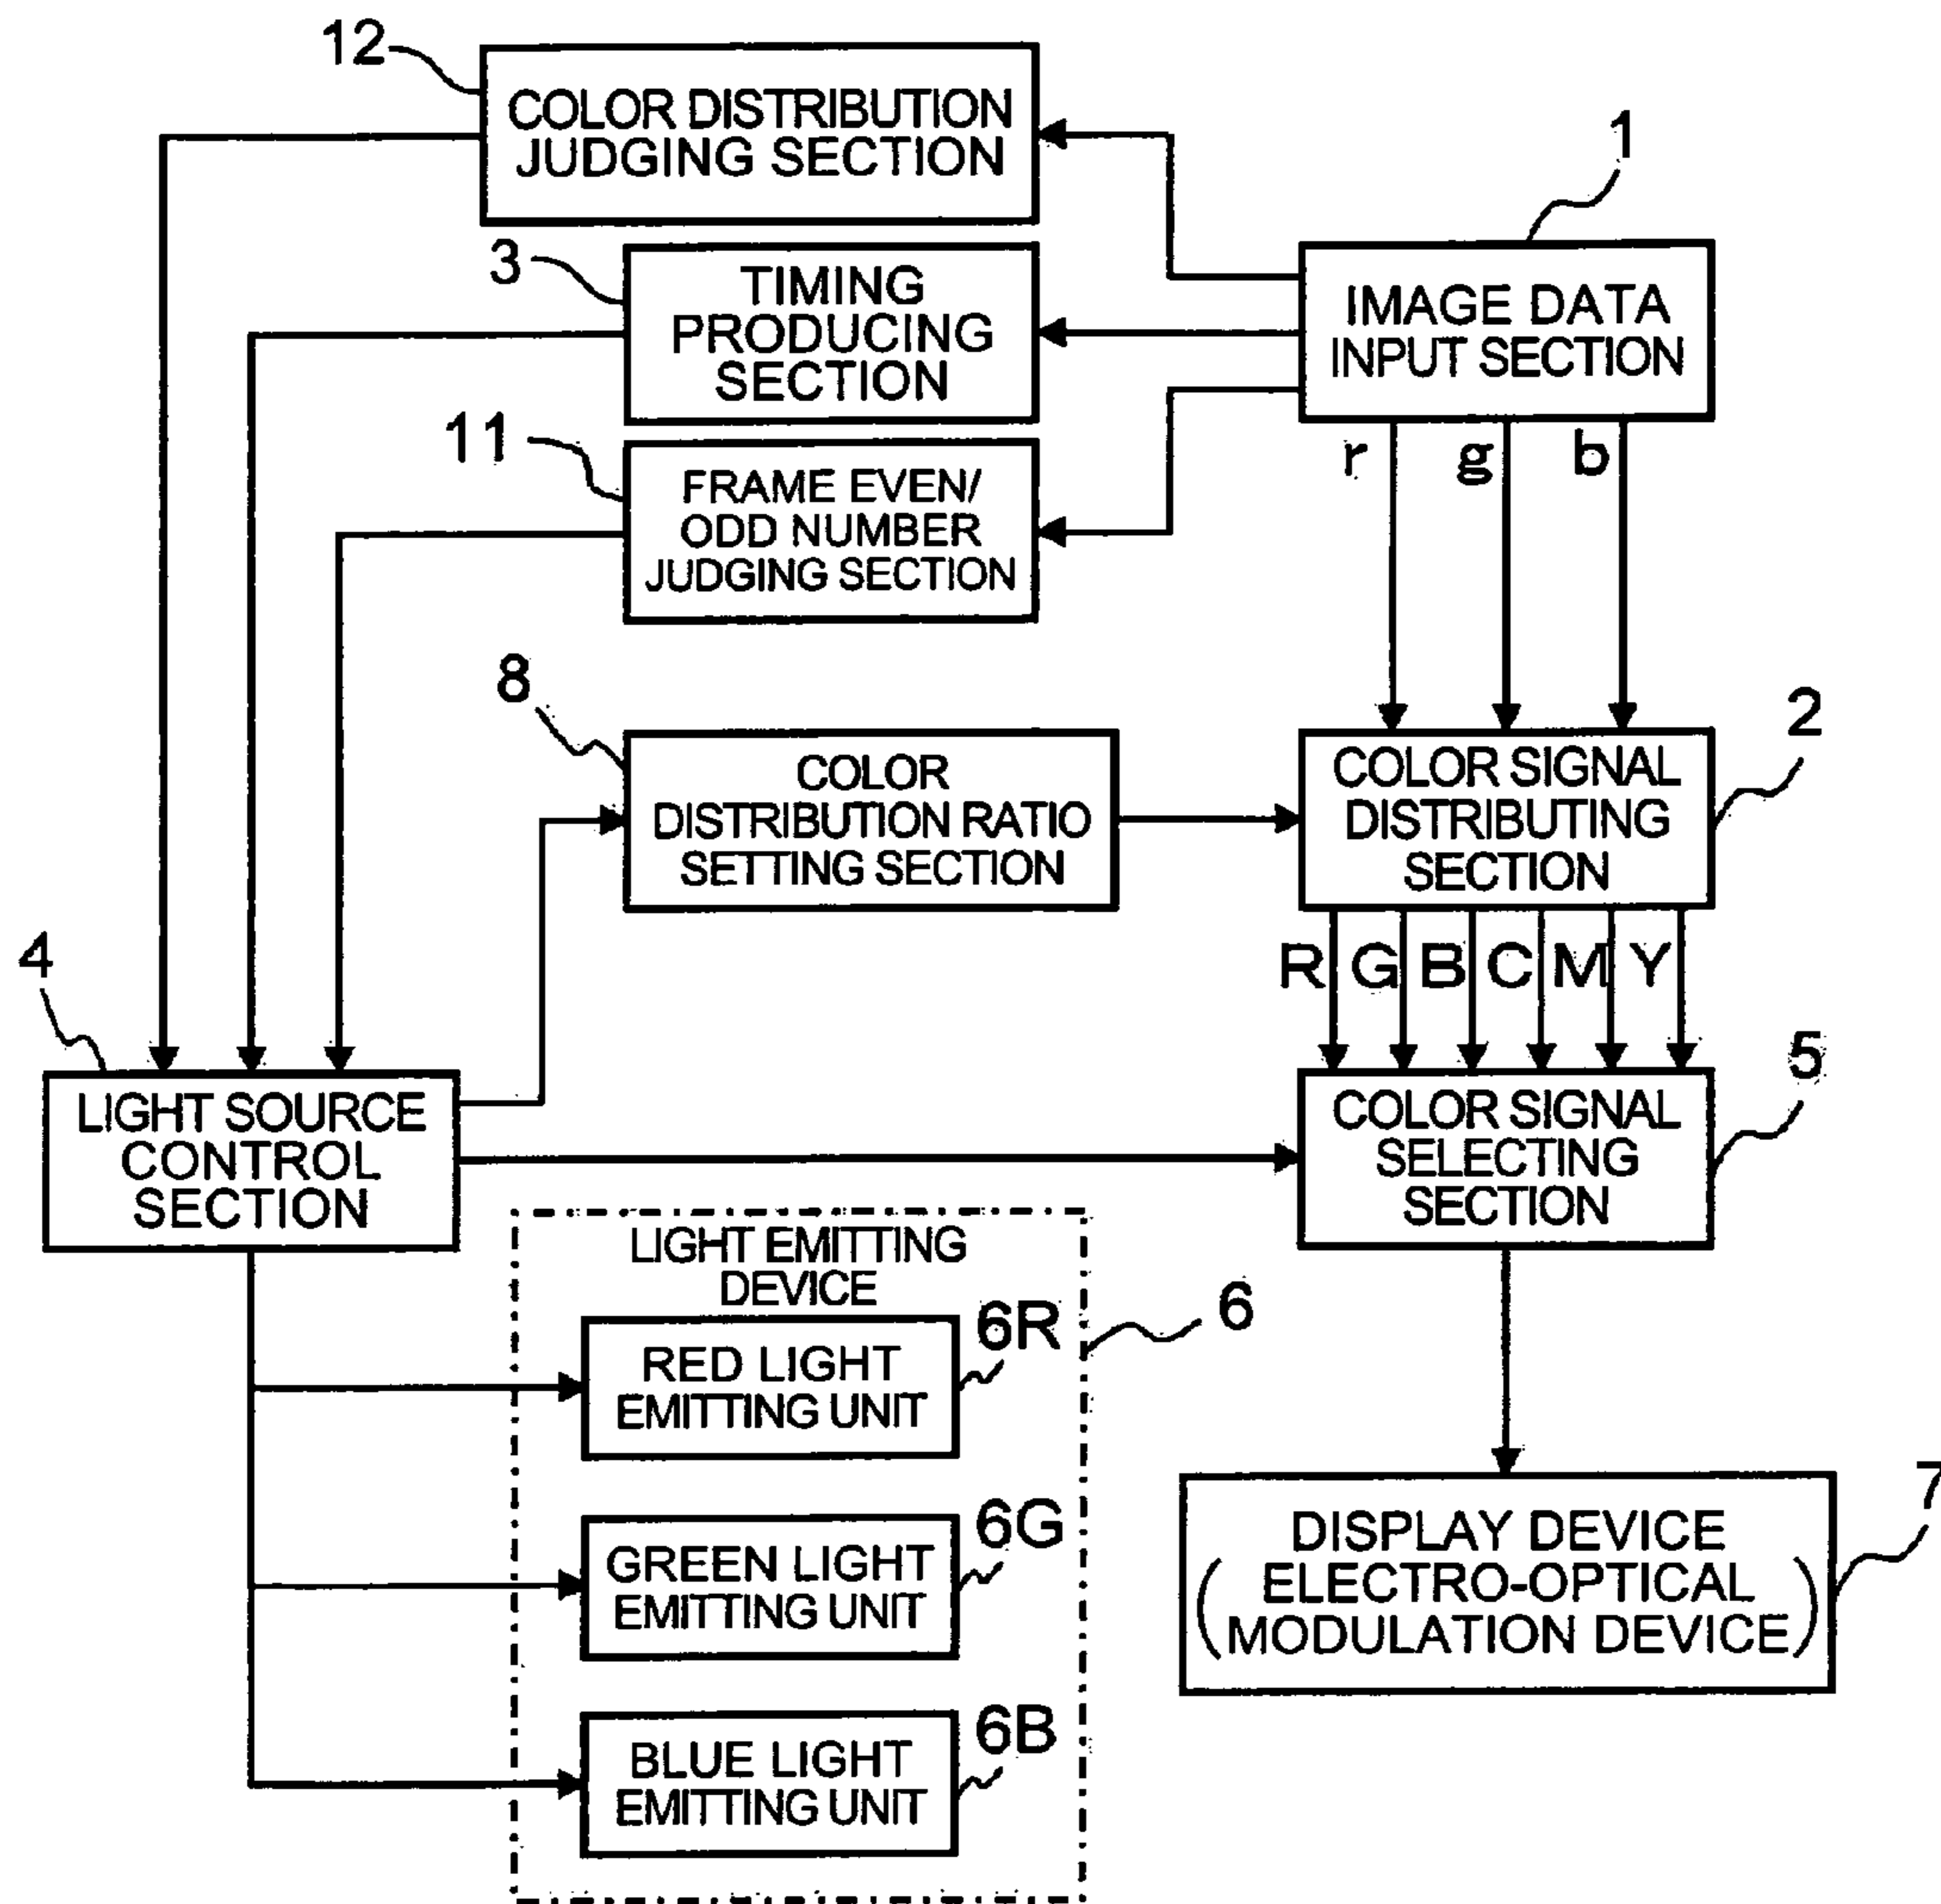 12
COLOR DISTRIBUTION
JUDGING SECTION
1
3
TIMING
PRODUCING
SECTION
IMAGE DATA
INPUT SECTION
11
FRAME EVEN/
ODD NUMBER
JUDGING SECTION
r g b
8
COLOR
DISTRIBUTION RATIO
SETTING SECTION
2
COLOR SIGNAL
DISTRIBUTING
SECTION
R G B C M Y
4
LIGHT SOURCE
CONTROL
SECTION
5
COLOR SIGNAL
SELECTING
SECTION
LIGHT EMITTING
DEVICE
6
6R
RED LIGHT
EMITTING UNIT
6G
GREEN LIGHT
EMITTING UNIT
6B
BLUE LIGHT
EMITTING UNIT
7
DISPLAY DEVICE
(ELECTRO-OPTICAL
MODULATION DEVICE)